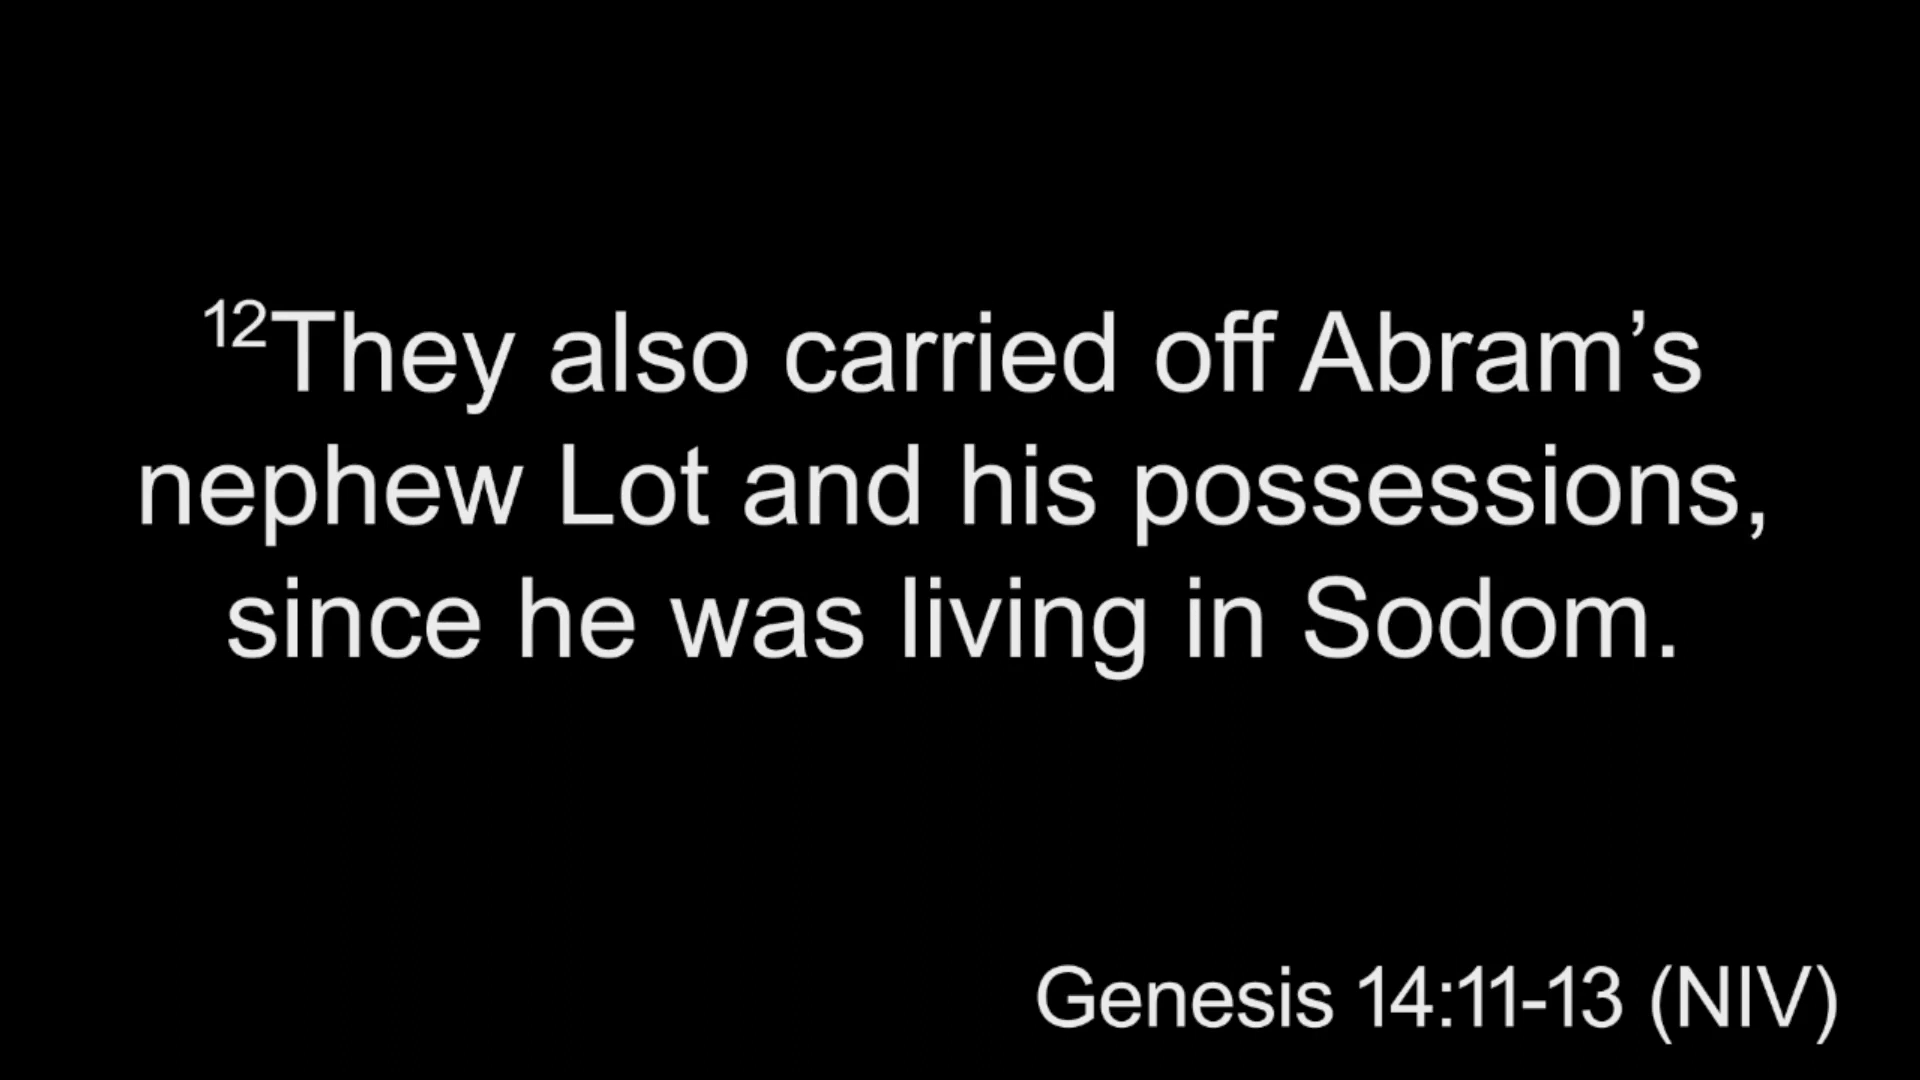 ¹²They also carried off Abram’s
nephew Lot and his possessions,
since he was living in Sodom.
Genesis 14:11-13 (NIV)